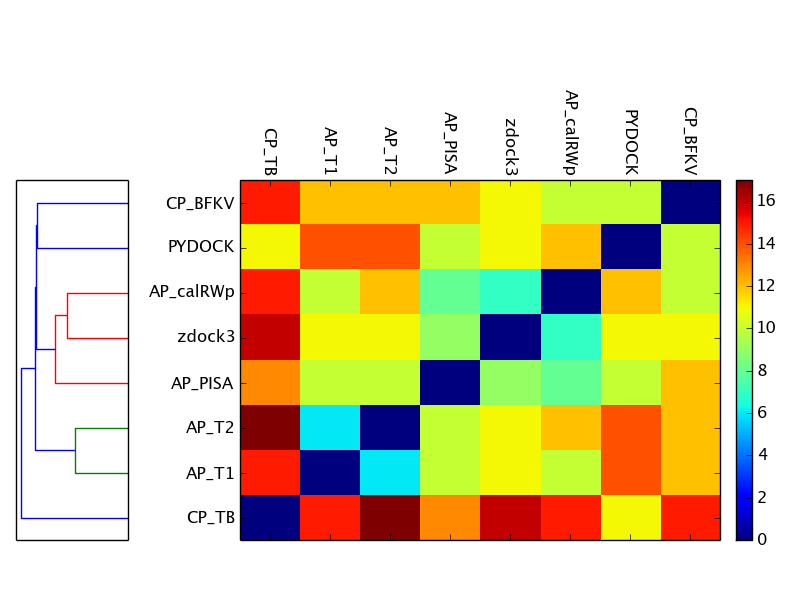 CP_TB
AP_T1
AP_T2
AP_PISA
zdock3
AP_calRWp
PYDOCK
CP_BFKV
CP_BFKV
PYDOCK
AP_calRWp
zdock3
AP_PISA
AP_T2
AP_T1
CP_TB
16
14
12
10
8
6
4
2
0